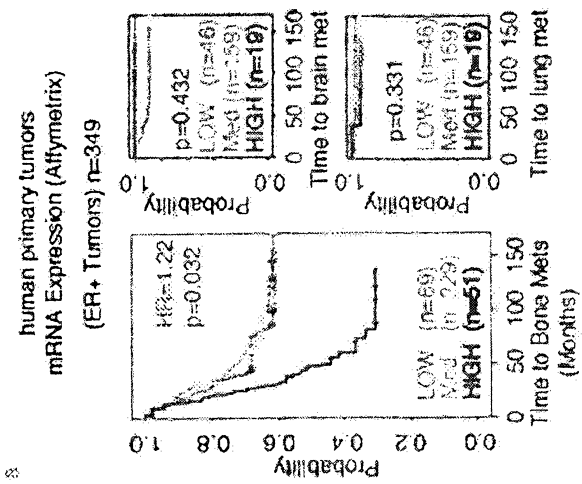 human primary tumors
mRNA Expression (Affymetrix)
(ER+ Tumors) n=349
Probability
1.0
0.8
0.6
0.4
0.2
0.0
HR=1.22
p=0.032
LOW (n=69)
Med (n=229)
HIGH (n=51)
0 50 100 150
Time to Bone Mets
(Months)
Probability
1.0
0.0
p=0.432
LOW (n=46)
Med (n=159)
HIGH (n=19)
0 50 100 150
Time to brain met
Probability
1.0
0.0
p=0.331
LOW (n=46)
Med (n=159)
HIGH (n=19)
0 50 100 150
Time to lung met